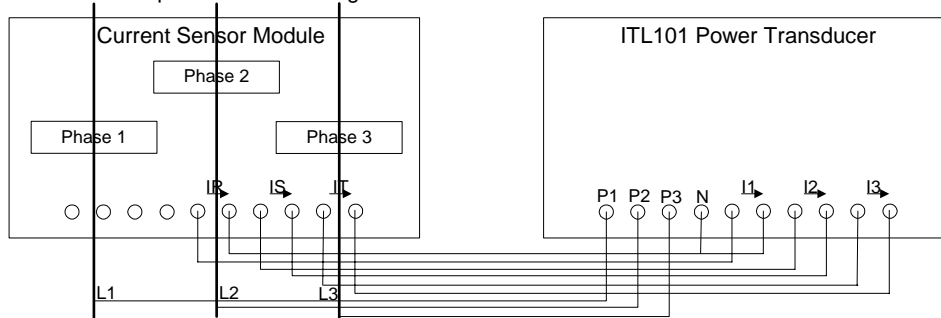 Current Sensor Module
ITL101 Power Transducer
Phase 2
Phase 1
Phase 3
IR
IS
IT
P1
P2
P3
N
I1
I2
I3
L1
L2
L3